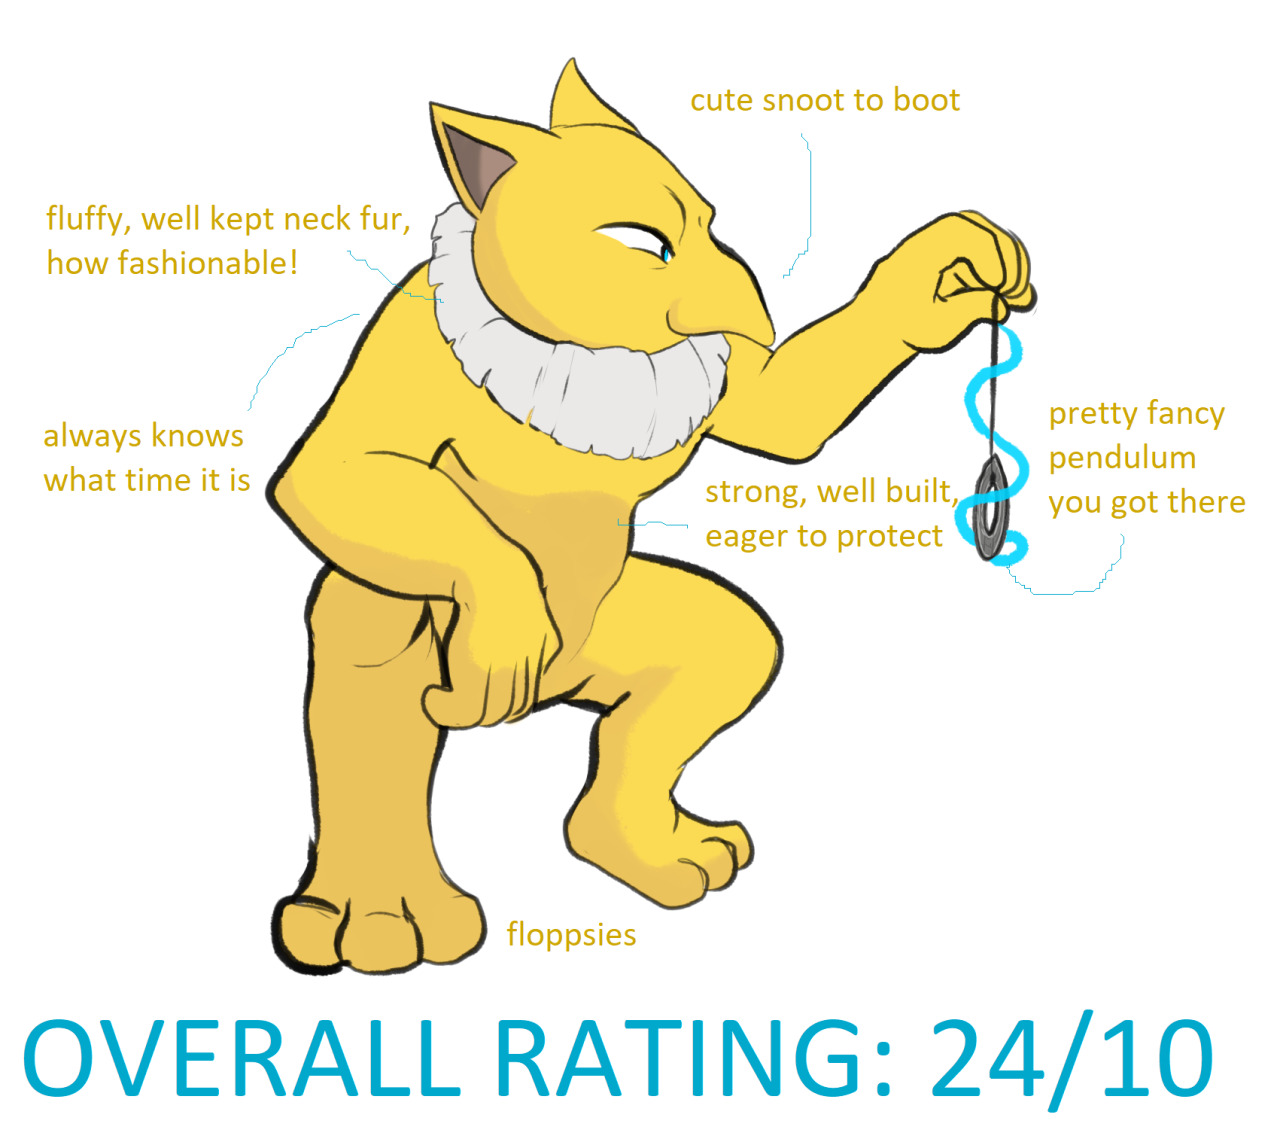 cute snoot to boot
fluffy, well kept neck fur,
how fashionable!
always knows
what time it is
pretty fancy
pendulum
you got there
strong, well built,
eager to protect
floppsies
OVERALL RATING: 24/10